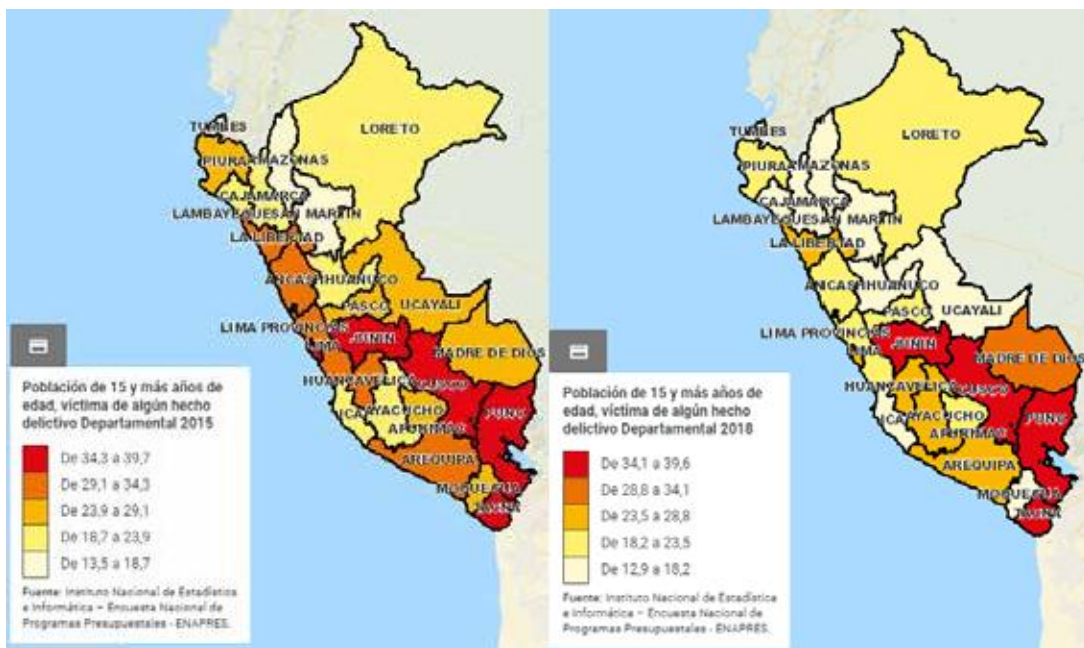 TUMBES
LORETO
PIURA
AMAZONAS
CAJAMARCA
LAMBAYEQUE
SAN MARTIN
LA LIBERTAD
ANCASH
HUANUCO
PASCO
UCAYALI
LIMA PROVINCIAS
LIMA
JUNIN
MADRE DE DIOS
HUANCAVELICA
CUSCO
ICA
AYACUCHO
APURIMAC
PUNO
AREQUIPA
MOQUEGUA
TACNA
Población de 15 y más años de
edad, víctima de algún hecho
delictivo Departamental 2015
De 34,3 a 39,7
De 29,1 a 34,3
De 23,9 a 29,1
De 18,7 a 23,9
De 13,5 a 18,7
Fuente: Instituto Nacional de Estadística
e Informática – Encuesta Nacional de
Programas Presupuestales - ENAPRES.
TUMBES
LORETO
PIURA
AMAZONAS
CAJAMARCA
LAMBAYEQUE
SAN MARTIN
LA LIBERTAD
ANCASH
HUANUCO
PASCO
UCAYALI
LIMA PROVINCIAS
LIMA
JUNIN
MADRE DE DIOS
HUANCAVELICA
CUSCO
ICA
AYACUCHO
APURIMAC
PUNO
AREQUIPA
MOQUEGUA
TACNA
Población de 15 y más años de
edad, víctima de algún hecho
delictivo Departamental 2018
De 34,1 a 39,6
De 28,8 a 34,1
De 23,5 a 28,8
De 18,2 a 23,5
De 12,9 a 18,2
Fuente: Instituto Nacional de Estadística
e Informática – Encuesta Nacional de
Programas Presupuestales - ENAPRES.